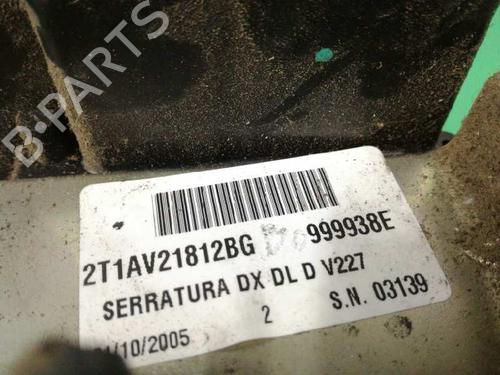 B-PARTS
2T1AV21812BG 999938E
SERRATURA DX DL D V227
/10/2005 2 S.N. 03139